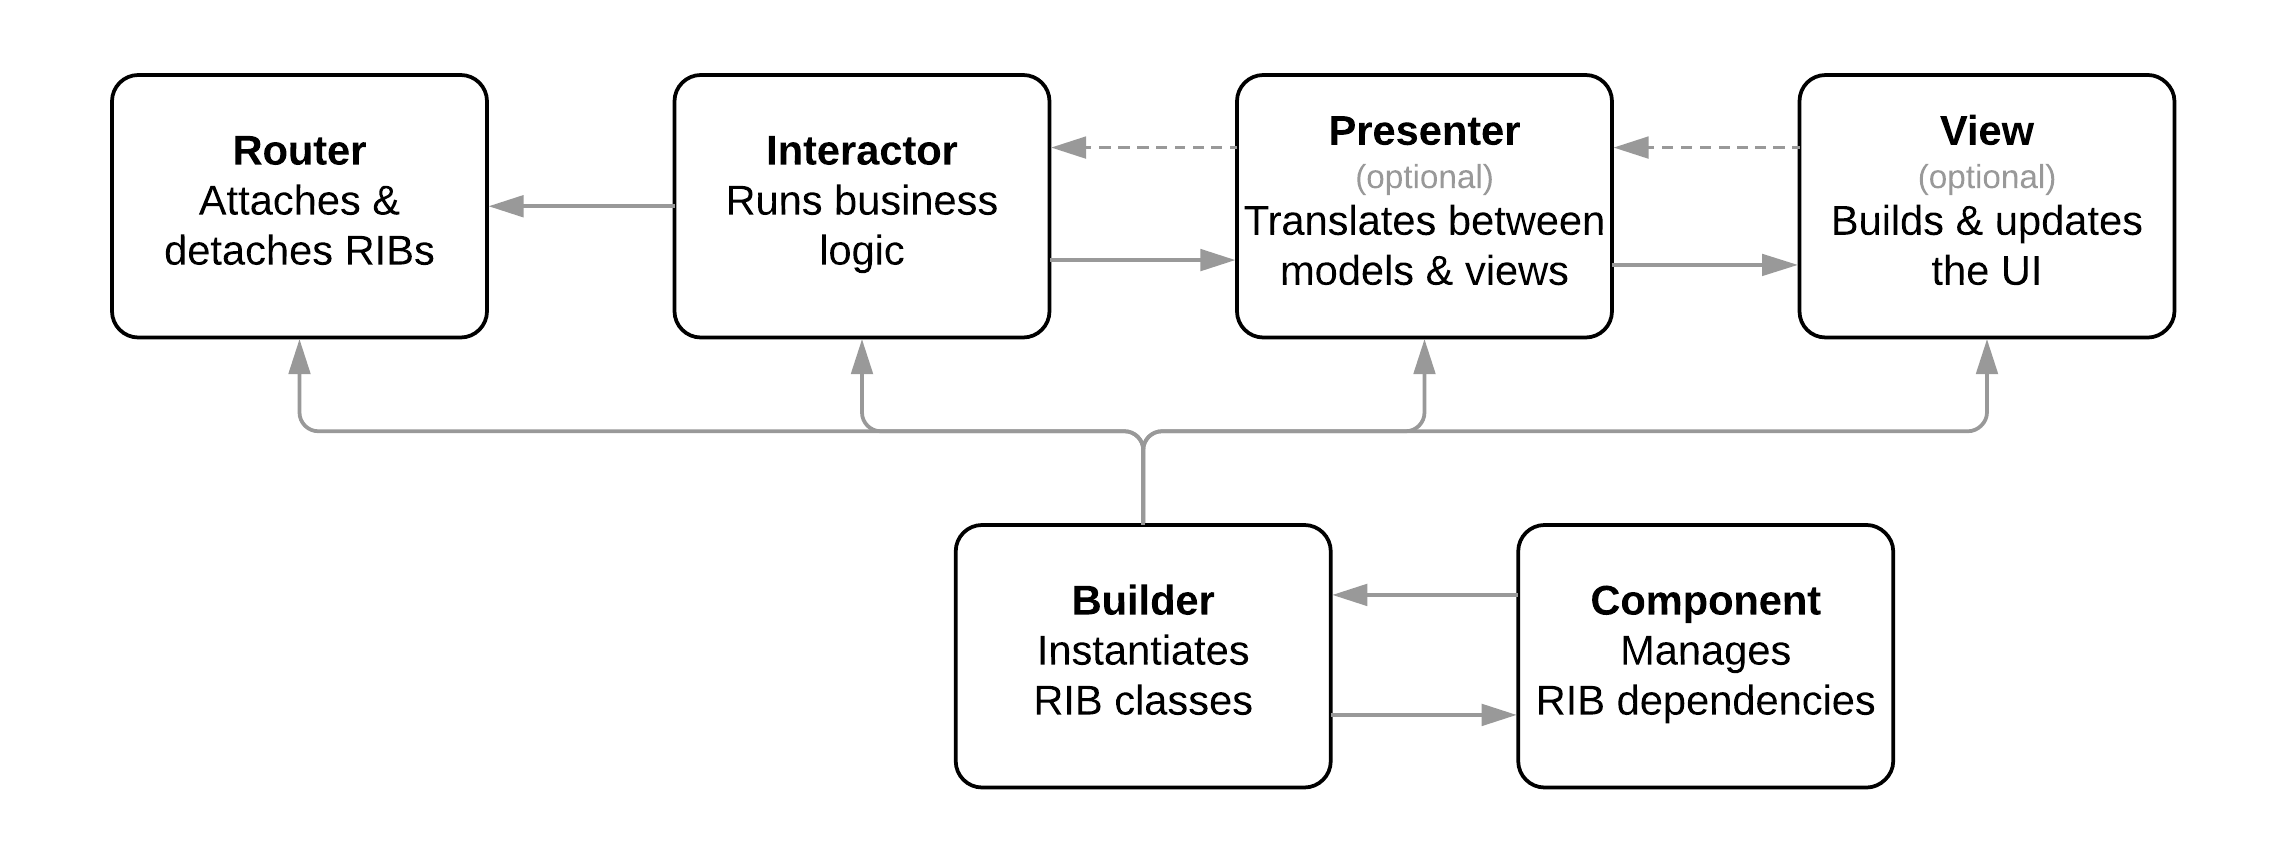 Router
Attaches &
detaches RIBs
Interactor
Runs business
logic
Presenter
(optional)
Translates between
models & views
View
(optional)
Builds & updates
the UI
Builder
Instantiates
RIB classes
Component
Manages
RIB dependencies